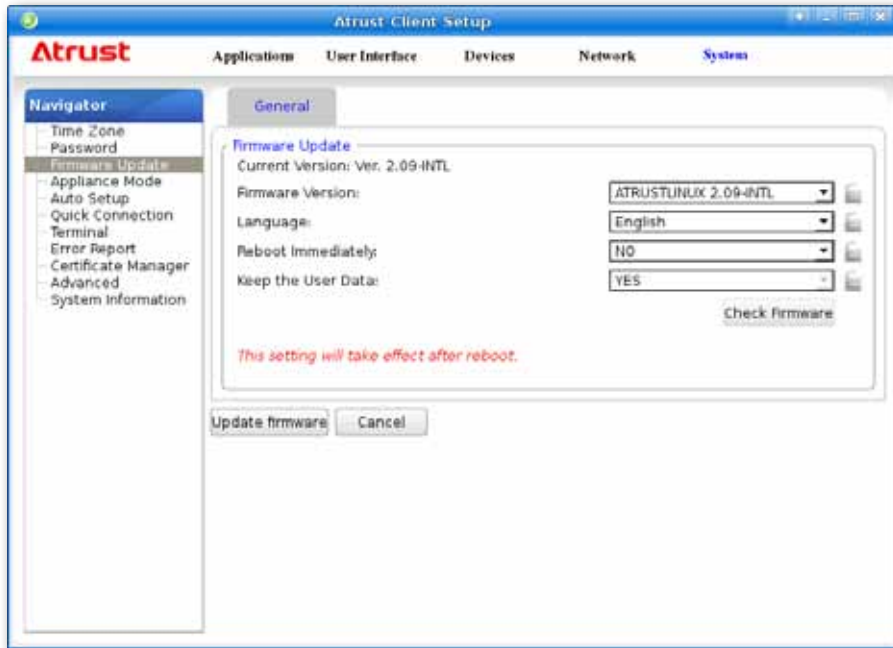 Atrust Client Setup
Atrust
Applications User Interface Devices Network System
Navigator
Time Zone
Password
Firmware Update
Appliance Mode
Auto Setup
Quick Connection
Terminal
Error Report
Certificate Manager
Advanced
System Information
General
Firmware Update
Current Version: Ver. 2.09-INTL
Firmware Version: ATRUSTLINUX 2.09-INTL
Language: English
Reboot Immediately: NO
Keep the User Data: YES
Check Firmware
This setting will take effect after reboot.
Update firmware Cancel